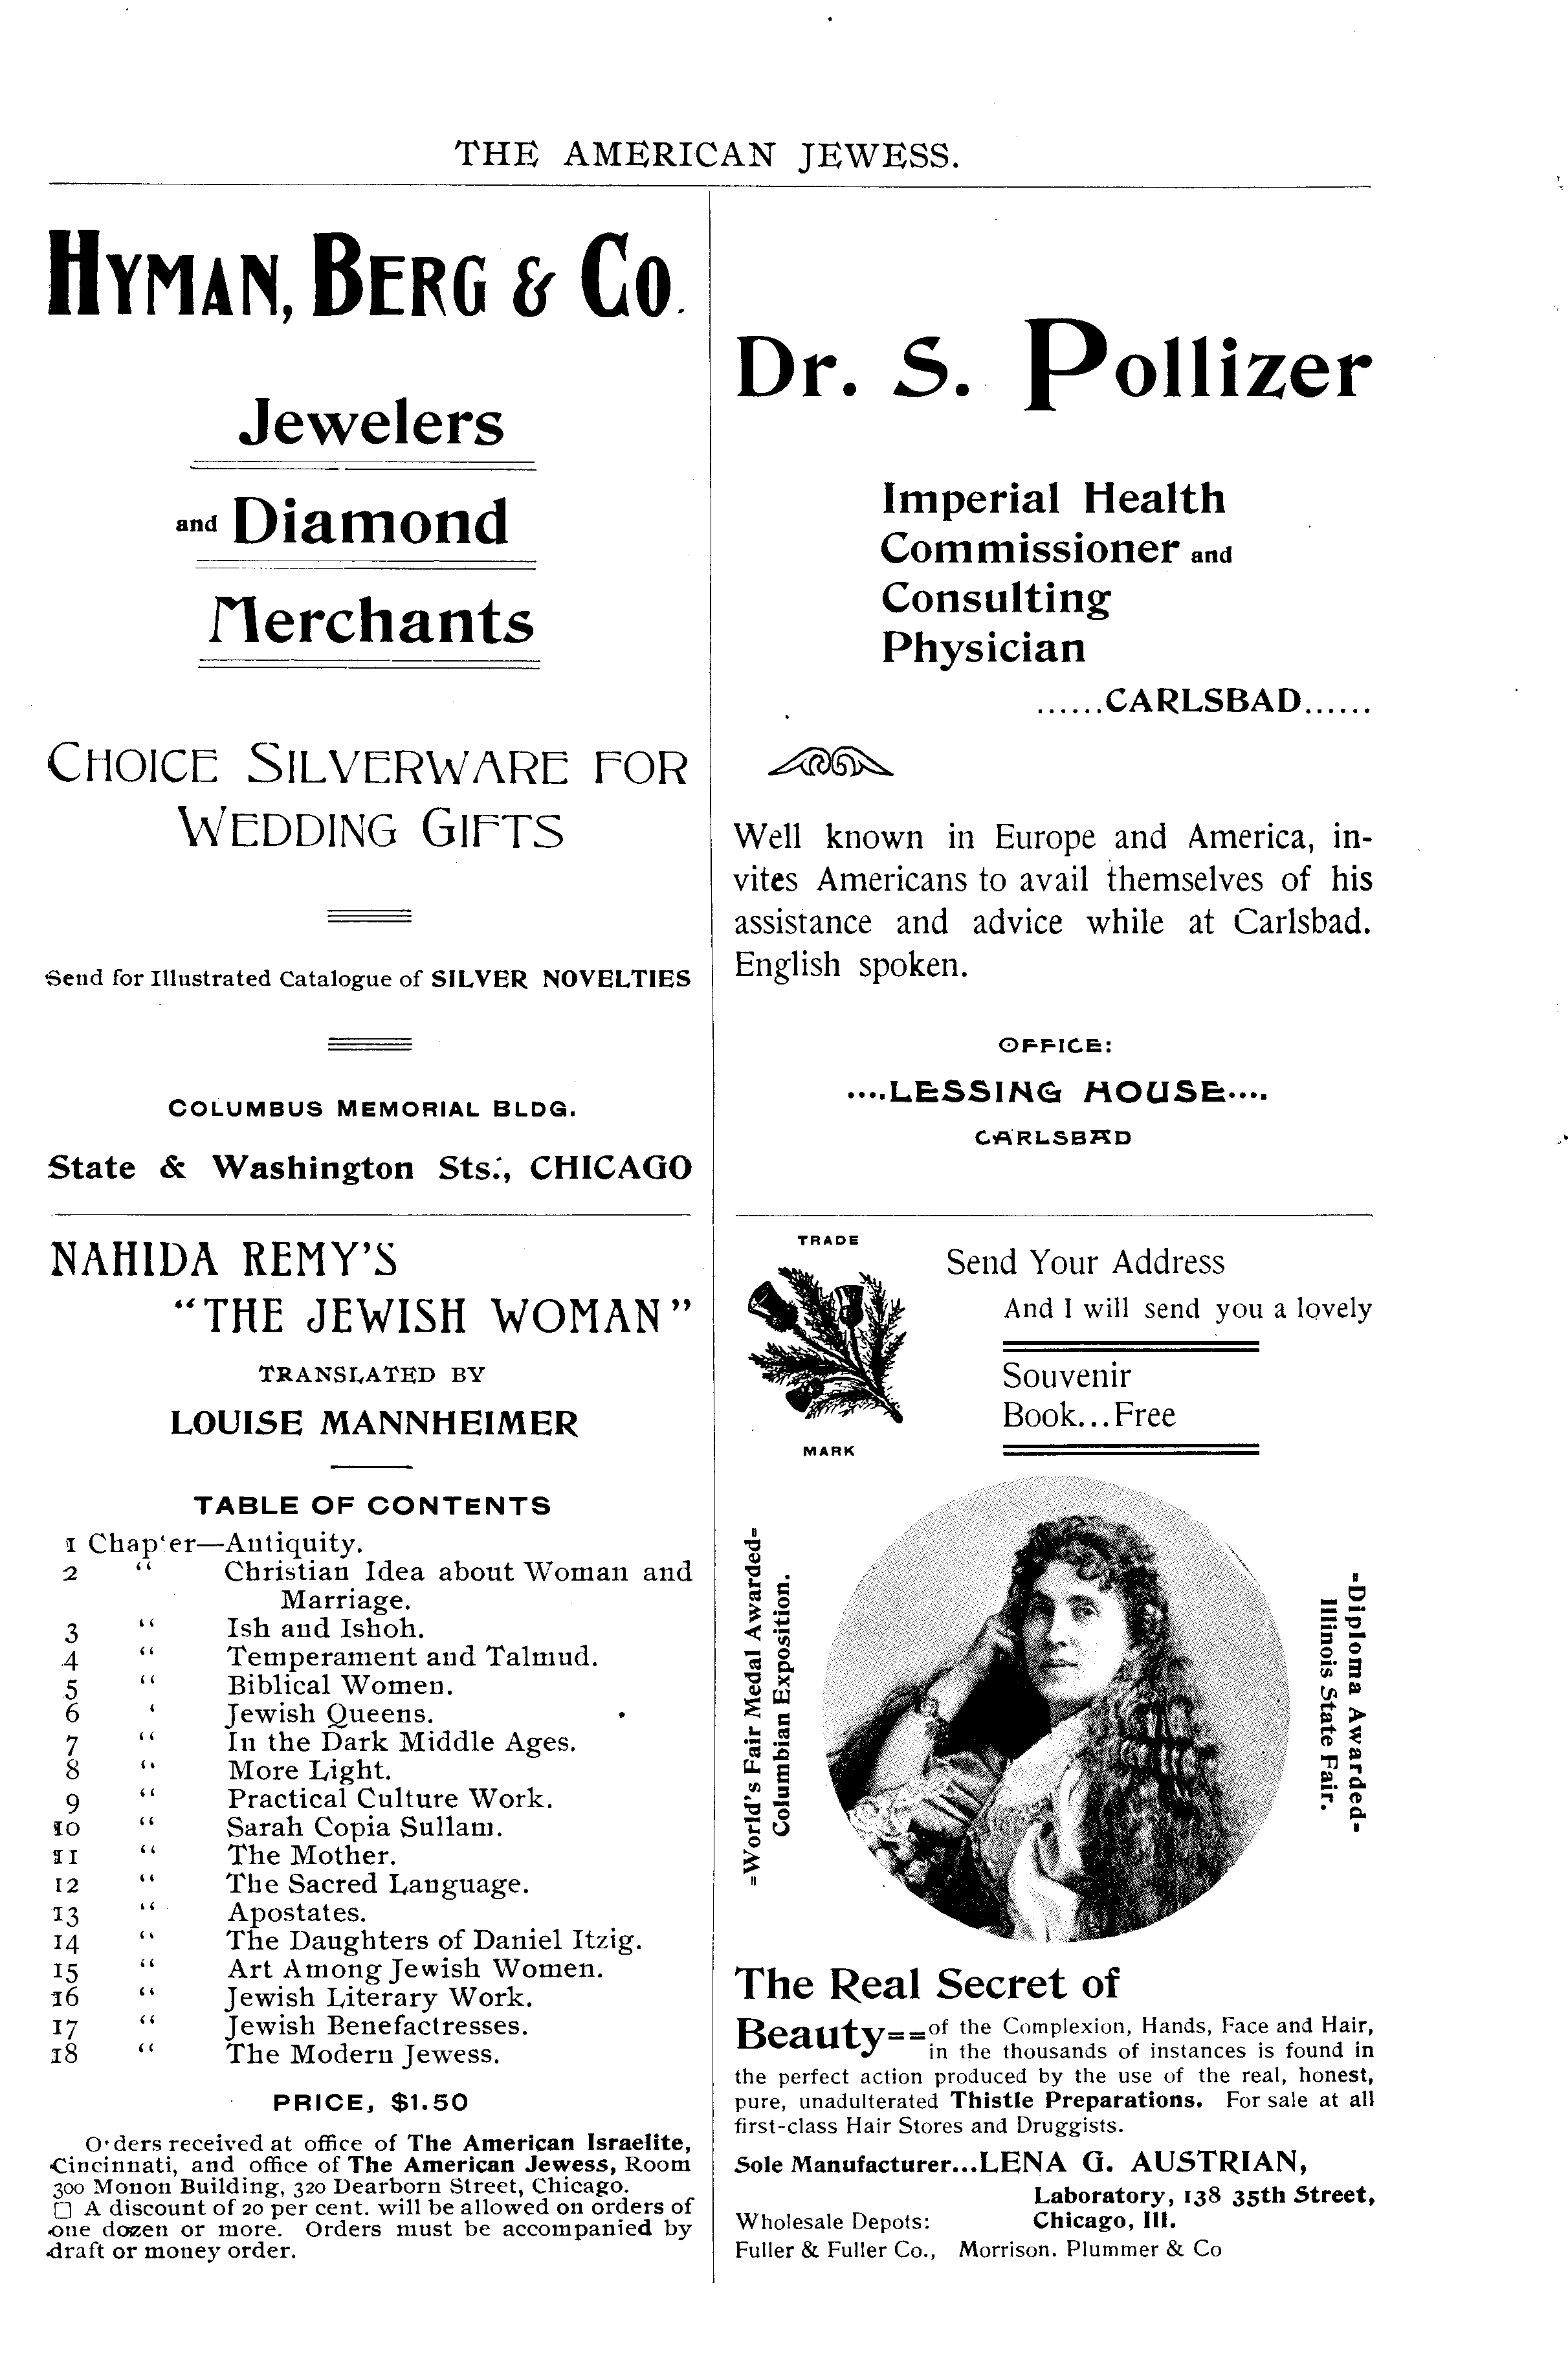 THE AMERICAN JEWESS.
HYMAN, BERG & CO.
Jewelers
and Diamond
Merchants
CHOICE SILVERWARE FOR
WEDDING GIFTS
Send for Illustrated Catalogue of SILVER NOVELTIES
COLUMBUS MEMORIAL BLDG.
State & Washington Sts., CHICAGO
NAHIDA REMY'S
"THE JEWISH WOMAN"
TRANSLATED BY
LOUISE MANNHEIMER
TABLE OF CONTENTS
1 Chapter—Antiquity.
2 " Christian Idea about Woman and
Marriage.
3 " Ish and Ishoh.
4 " Temperament and Talmud.
5 " Biblical Women.
6 " Jewish Queens.
7 " In the Dark Middle Ages.
8 " More Light.
9 " Practical Culture Work.
10 " Sarah Copia Sullam.
11 " The Mother.
12 " The Sacred Language.
13 " Apostates.
14 " The Daughters of Daniel Itzig.
15 " Art Among Jewish Women.
16 " Jewish Literary Work.
17 " Jewish Benefactresses.
18 " The Modern Jewess.
PRICE, $1.50
Orders received at office of The American Israelite,
Cincinnati, and office of The American Jewess, Room
300 Monon Building, 320 Dearborn Street, Chicago.
A discount of 20 per cent. will be allowed on orders of
one dozen or more. Orders must be accompanied by
draft or money order.
Dr. S. Pollizer
Imperial Health
Commissioner and
Consulting
Physician
......CARLSBAD......
Well known in Europe and America, in-
vites Americans to avail themselves of his
assistance and advice while at Carlsbad.
English spoken.
OFFICE:
....LESSING HOUSE....
CARLSBAD
TRADE
MARK
Send Your Address
And I will send you a lovely
Souvenir
Book...Free
=World's Fair Medal Awarded=
Columbian Exposition.
=Diploma Awarded=
Illinois State Fair.
The Real Secret of
Beauty==of the Complexion, Hands, Face and Hair,
in the thousands of instances is found in
the perfect action produced by the use of the real, honest,
pure, unadulterated Thistle Preparations. For sale at all
first-class Hair Stores and Druggists.
Sole Manufacturer...LENA G. AUSTRIAN,
Laboratory, 138 35th Street,
Chicago, Ill.
Wholesale Depots:
Fuller & Fuller Co., Morrison. Plummer & Co